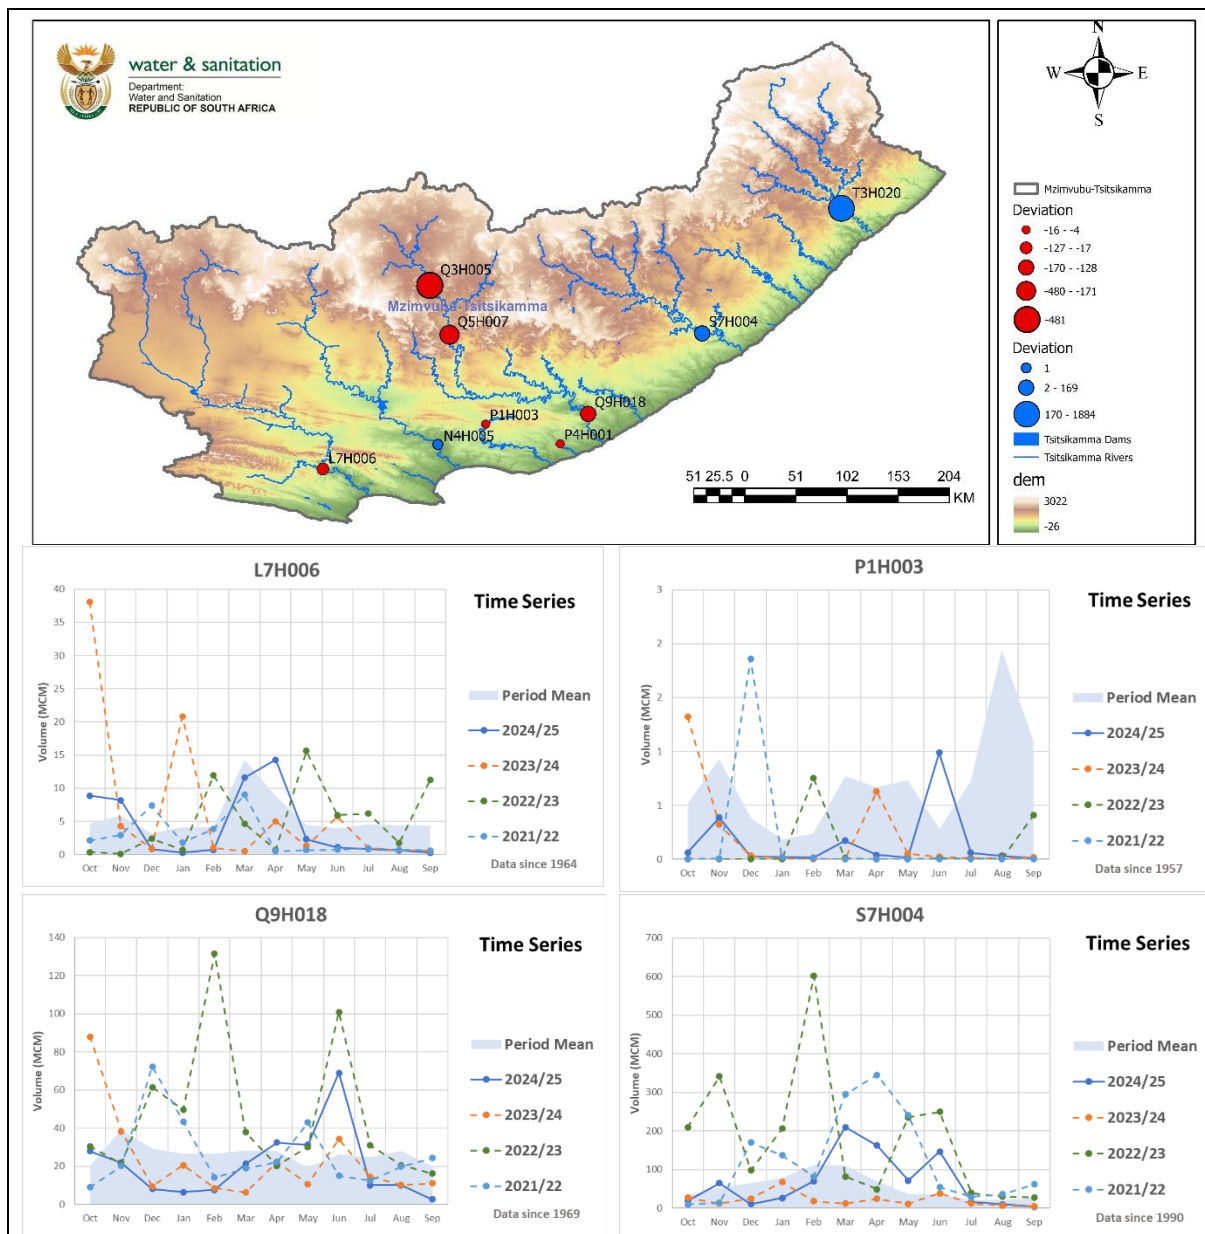 water & sanitation
Department:
Water and Sanitation
REPUBLIC OF SOUTH AFRICA
N
W E
S
T3H020
Q3H005
Mzimvubu-Tsitsikamma
Q5H007
S7H004
Q9H018
P1H003
P4H001
N4H005
L7H006
51 25.5 0 51 102 153 204
KM
Mzimvubu-Tsitsikamma
Deviation
-16 - -4
-127 - -17
-170 - -128
-480 - -171
-481
Deviation
1
2 - 169
170 - 1884
Tsitsikamma Dams
Tsitsikamma Rivers
dem
3022
-26
L7H006
Time Series
Volume (MCM)
40
35
30
25
20
15
10
5
0
Oct Nov Dec Jan Feb Mar Apr May Jun Jul Aug Sep
Period Mean
2024/25
2023/24
2022/23
2021/22
Data since 1964
P1H003
Time Series
Volume (MCM)
3
2
2
1
1
0
Oct Nov Dec Jan Feb Mar Apr May Jun Jul Aug Sep
Period Mean
2024/25
2023/24
2022/23
2021/22
Data since 1957
Q9H018
Time Series
Volume (MCM)
140
120
100
80
60
40
20
0
Oct Nov Dec Jan Feb Mar Apr May Jun Jul Aug Sep
Period Mean
2024/25
2023/24
2022/23
2021/22
Data since 1969
S7H004
Time Series
Volume (MCM)
700
600
500
400
300
200
100
0
Oct Nov Dec Jan Feb Mar Apr May Jun Jul Aug Sep
Period Mean
2024/25
2023/24
2022/23
2021/22
Data since 1990